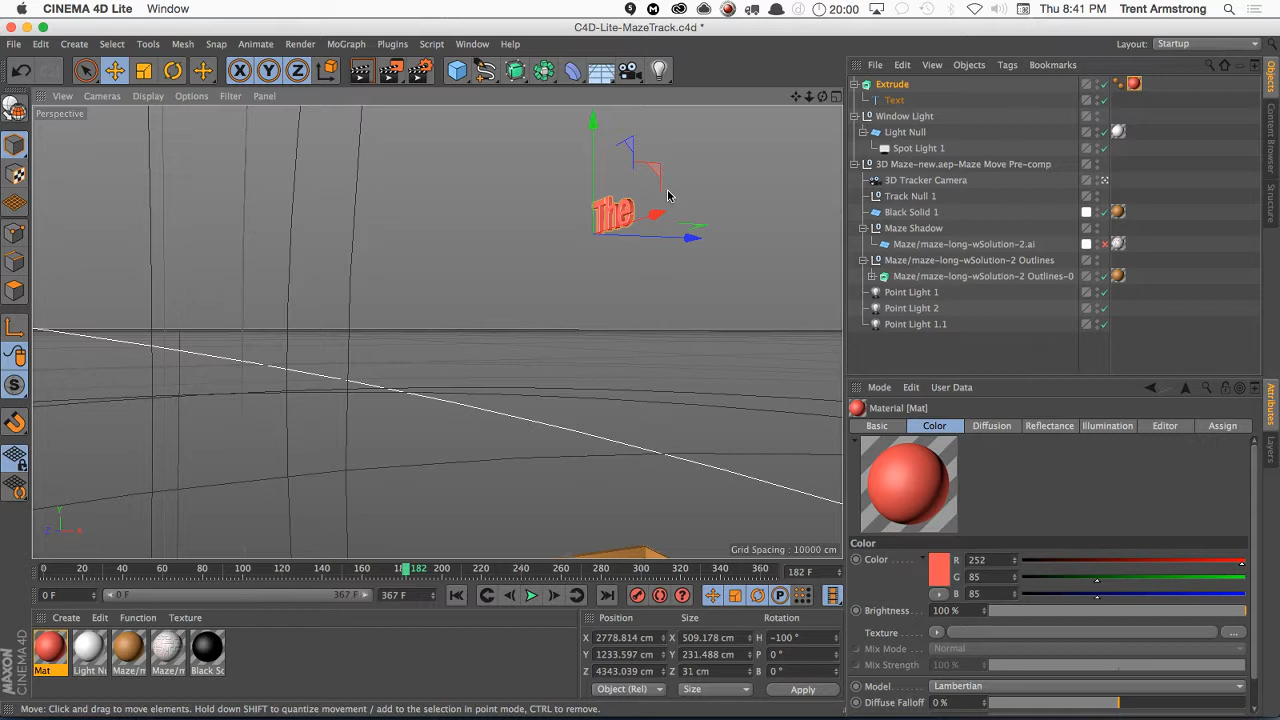 CINEMA 4D Lite Window 20:00 Thu 8:41 PM Trent Armstrong
C4D-Lite-MazeTrack.c4d *
File Edit Create Select Tools Mesh Snap Animate Render MoGraph Plugins Script Window Help Layout: Startup
X Y Z File Edit View Objects Tags Bookmarks
View Cameras Display Options Filter Panel
Perspective
Extrude
Text
Window Light
Light Null
Spot Light 1
3D Maze-new.aep-Maze Move Pre-comp
3D Tracker Camera
Track Null 1
Black Solid 1
Maze Shadow
Maze/maze-long-wSolution-2.ai
Maze/maze-long-wSolution-2 Outlines
Maze/maze-long-wSolution-2 Outlines-0
Point Light 1
Point Light 2
Point Light 1.1
Objects
Content Browser
Structure
The
Y
Z X
Grid Spacing : 10000 cm
Mode Edit User Data
Material [Mat]
Basic Color Diffusion Reflectance Illumination Editor Assign
Attributes
Layers
Color
Color R 252
G 85
B 85
Brightness 100 %
Texture
Mix Mode Normal
Mix Strength 100 %
Model Lambertian
Diffuse Falloff 0 %
0 20 40 60 80 100 120 140 160 182 200 220 240 260 280 300 320 340 360 182 F
0 F 0 F 367 F 367 F P
Create Edit Function Texture
Mat Light Nu Maze/m Maze/m Black Sc
Position Size Rotation
X 2778.814 cm X 509.178 cm H -100 °
Y 1233.597 cm Y 231.488 cm P 0 °
Z 4343.039 cm Z 31 cm B 0 °
Object (Rel) Size Apply
MAXON CINEMA 4D
Move: Click and drag to move elements. Hold down SHIFT to quantize movement / add to the selection in point mode, CTRL to remove.